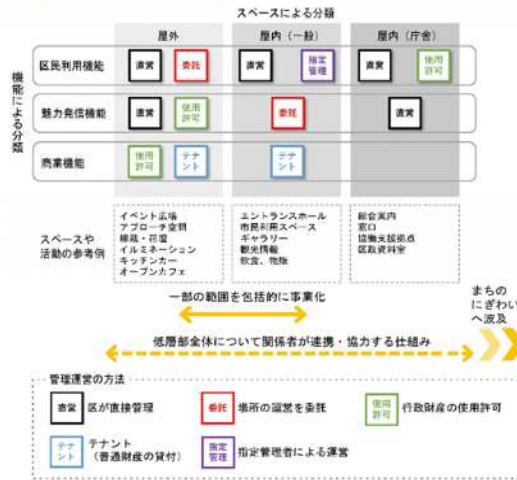 スペースによる分類
屋外
屋内（一般）
屋内（庁舎）
機能による分類
区民利用機能
直営
委託
直営
指定管理
直営
使用許可
魅力発信機能
直営
使用許可
委託
直営
商業機能
使用許可
テナント
テナント
スペースや
活動の参考例
イベント広場
アプローチ空間
植栽・花壇
イルミネーション
キッチンカー
オープンカフェ
エントランスホール
市民利用スペース
ギャラリー
観光情報
飲食、物販
総合案内
窓口
協働支援拠点
区政資料室
一部の範囲を包括的に事業化
まちの
にぎわい
へ波及
低層部全体について関係者が連携・協力する仕組み
管理運営の方法
直営
区が直接管理
委託
場所の運営を委託
使用許可
行政財産の使用許可
テナント
テナント
（普通財産の貸付）
指定管理
指定管理者による運営